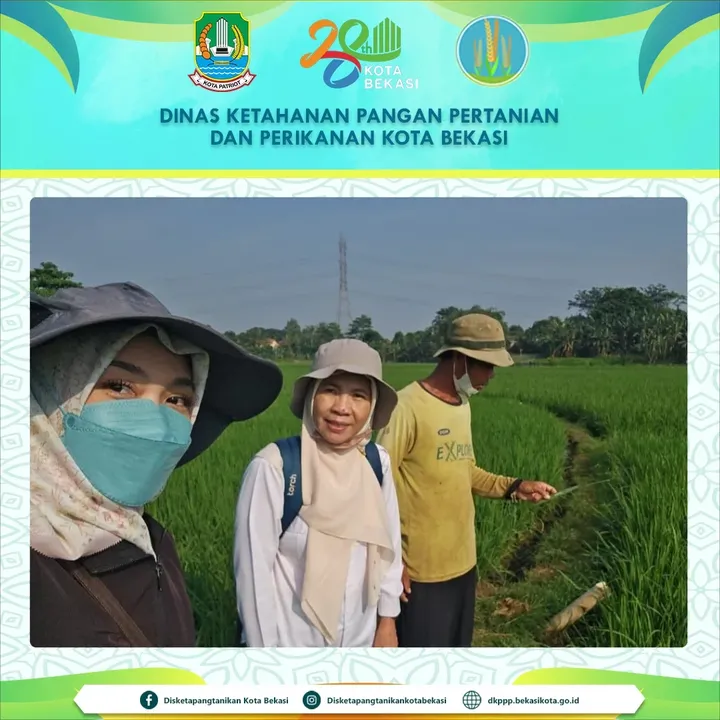 KOTA PATRIOT
28th
KOTA
BEKASI
DINAS KETAHANAN PANGAN PERTANIAN
DAN PERIKANAN KOTA BEKASI
torch
EXPLO
Disketapangtanikan Kota Bekasi
Disketapangtanikankotabekasi
dkppp.bekasikota.go.id